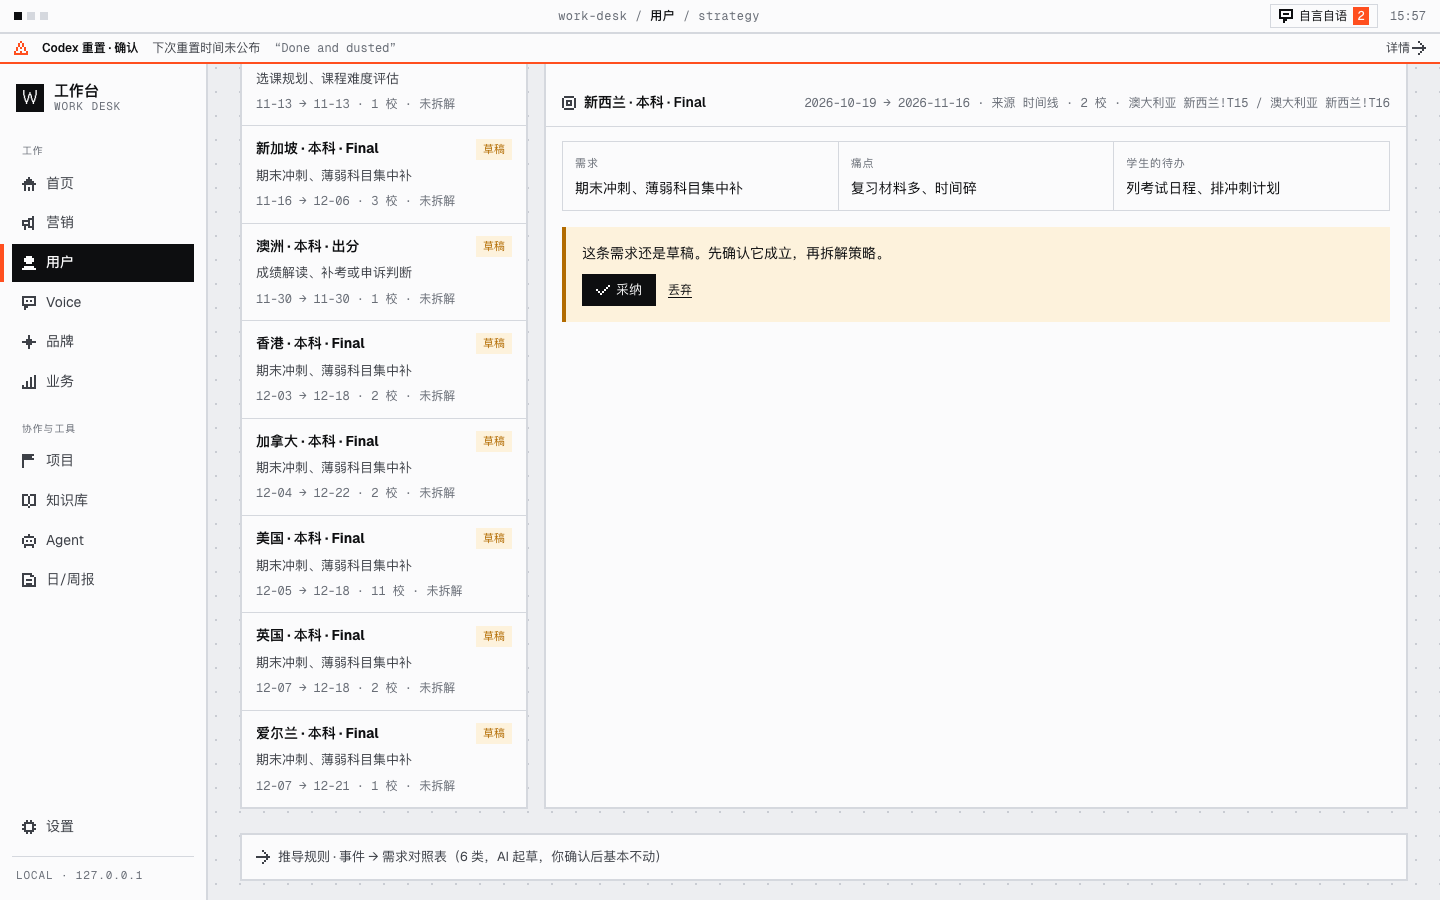 work-desk / 用户 / strategy
自言自语 2
15:57
Codex 重置·确认 下次重置时间未公布 “Done and dusted”
详情
W 工作台
WORK DESK
工作
首页
营销
用户
Voice
品牌
业务
协作与工具
项目
知识库
Agent
日/周报
设置
LOCAL · 127.0.0.1
选课规划、课程难度评估
11-13 → 11-13 · 1 校 · 未拆解
新加坡·本科·Final 草稿
期末冲刺、薄弱科目集中补
11-16 → 12-06 · 3 校 · 未拆解
澳洲·本科·出分 草稿
成绩解读、补考或申诉判断
11-30 → 11-30 · 1 校 · 未拆解
香港·本科·Final 草稿
期末冲刺、薄弱科目集中补
12-03 → 12-18 · 2 校 · 未拆解
加拿大·本科·Final 草稿
期末冲刺、薄弱科目集中补
12-04 → 12-22 · 2 校 · 未拆解
美国·本科·Final 草稿
期末冲刺、薄弱科目集中补
12-05 → 12-18 · 11 校 · 未拆解
英国·本科·Final 草稿
期末冲刺、薄弱科目集中补
12-07 → 12-18 · 2 校 · 未拆解
爱尔兰·本科·Final 草稿
期末冲刺、薄弱科目集中补
12-07 → 12-21 · 1 校 · 未拆解
新西兰·本科·Final
2026-10-19 → 2026-11-16 · 来源 时间线 · 2 校 · 澳大利亚 新西兰!T15 / 澳大利亚 新西兰!T16
需求
期末冲刺、薄弱科目集中补
痛点
复习材料多、时间碎
学生的待办
列考试日程、排冲刺计划
这条需求还是草稿。先确认它成立，再拆解策略。
采纳 丢弃
推导规则·事件 → 需求对照表（6 类，AI 起草，你确认后基本不动）